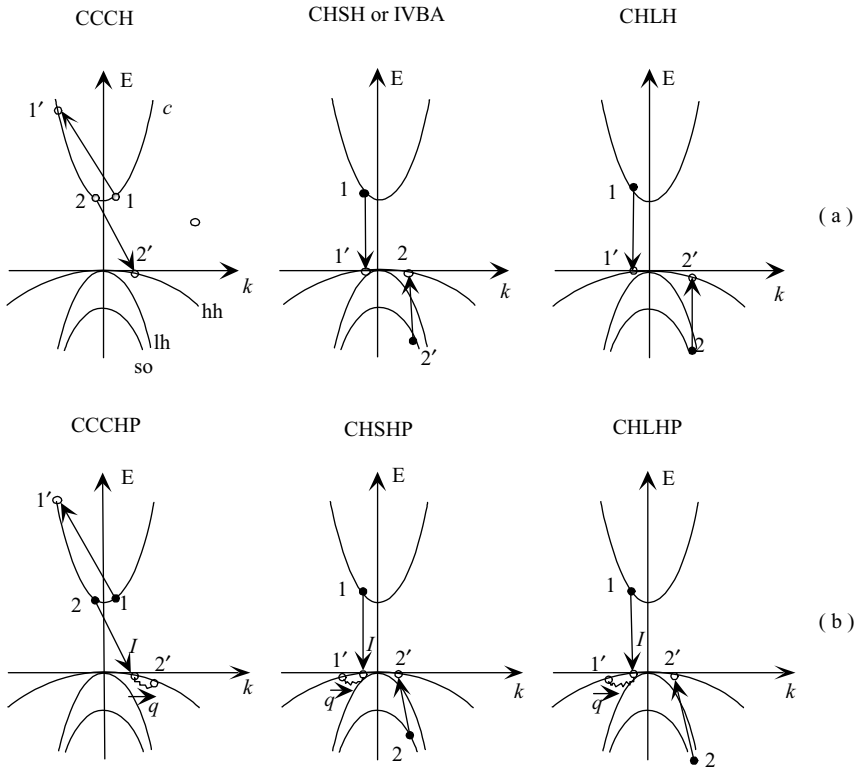 CCCH
CHSH or IVBA
CHLH
E
1′
c
2
1
2′
k
hh
lh
so
E
1
1′
2
k
2′
E
1
1′
2′
k
2
( a )
CCCHP
CHSHP
CHLHP
E
1′
2
1
I
2′
q
k
E
1
I
1′
2′
q
k
2
E
1
I
1′
2′
q
k
2
( b )